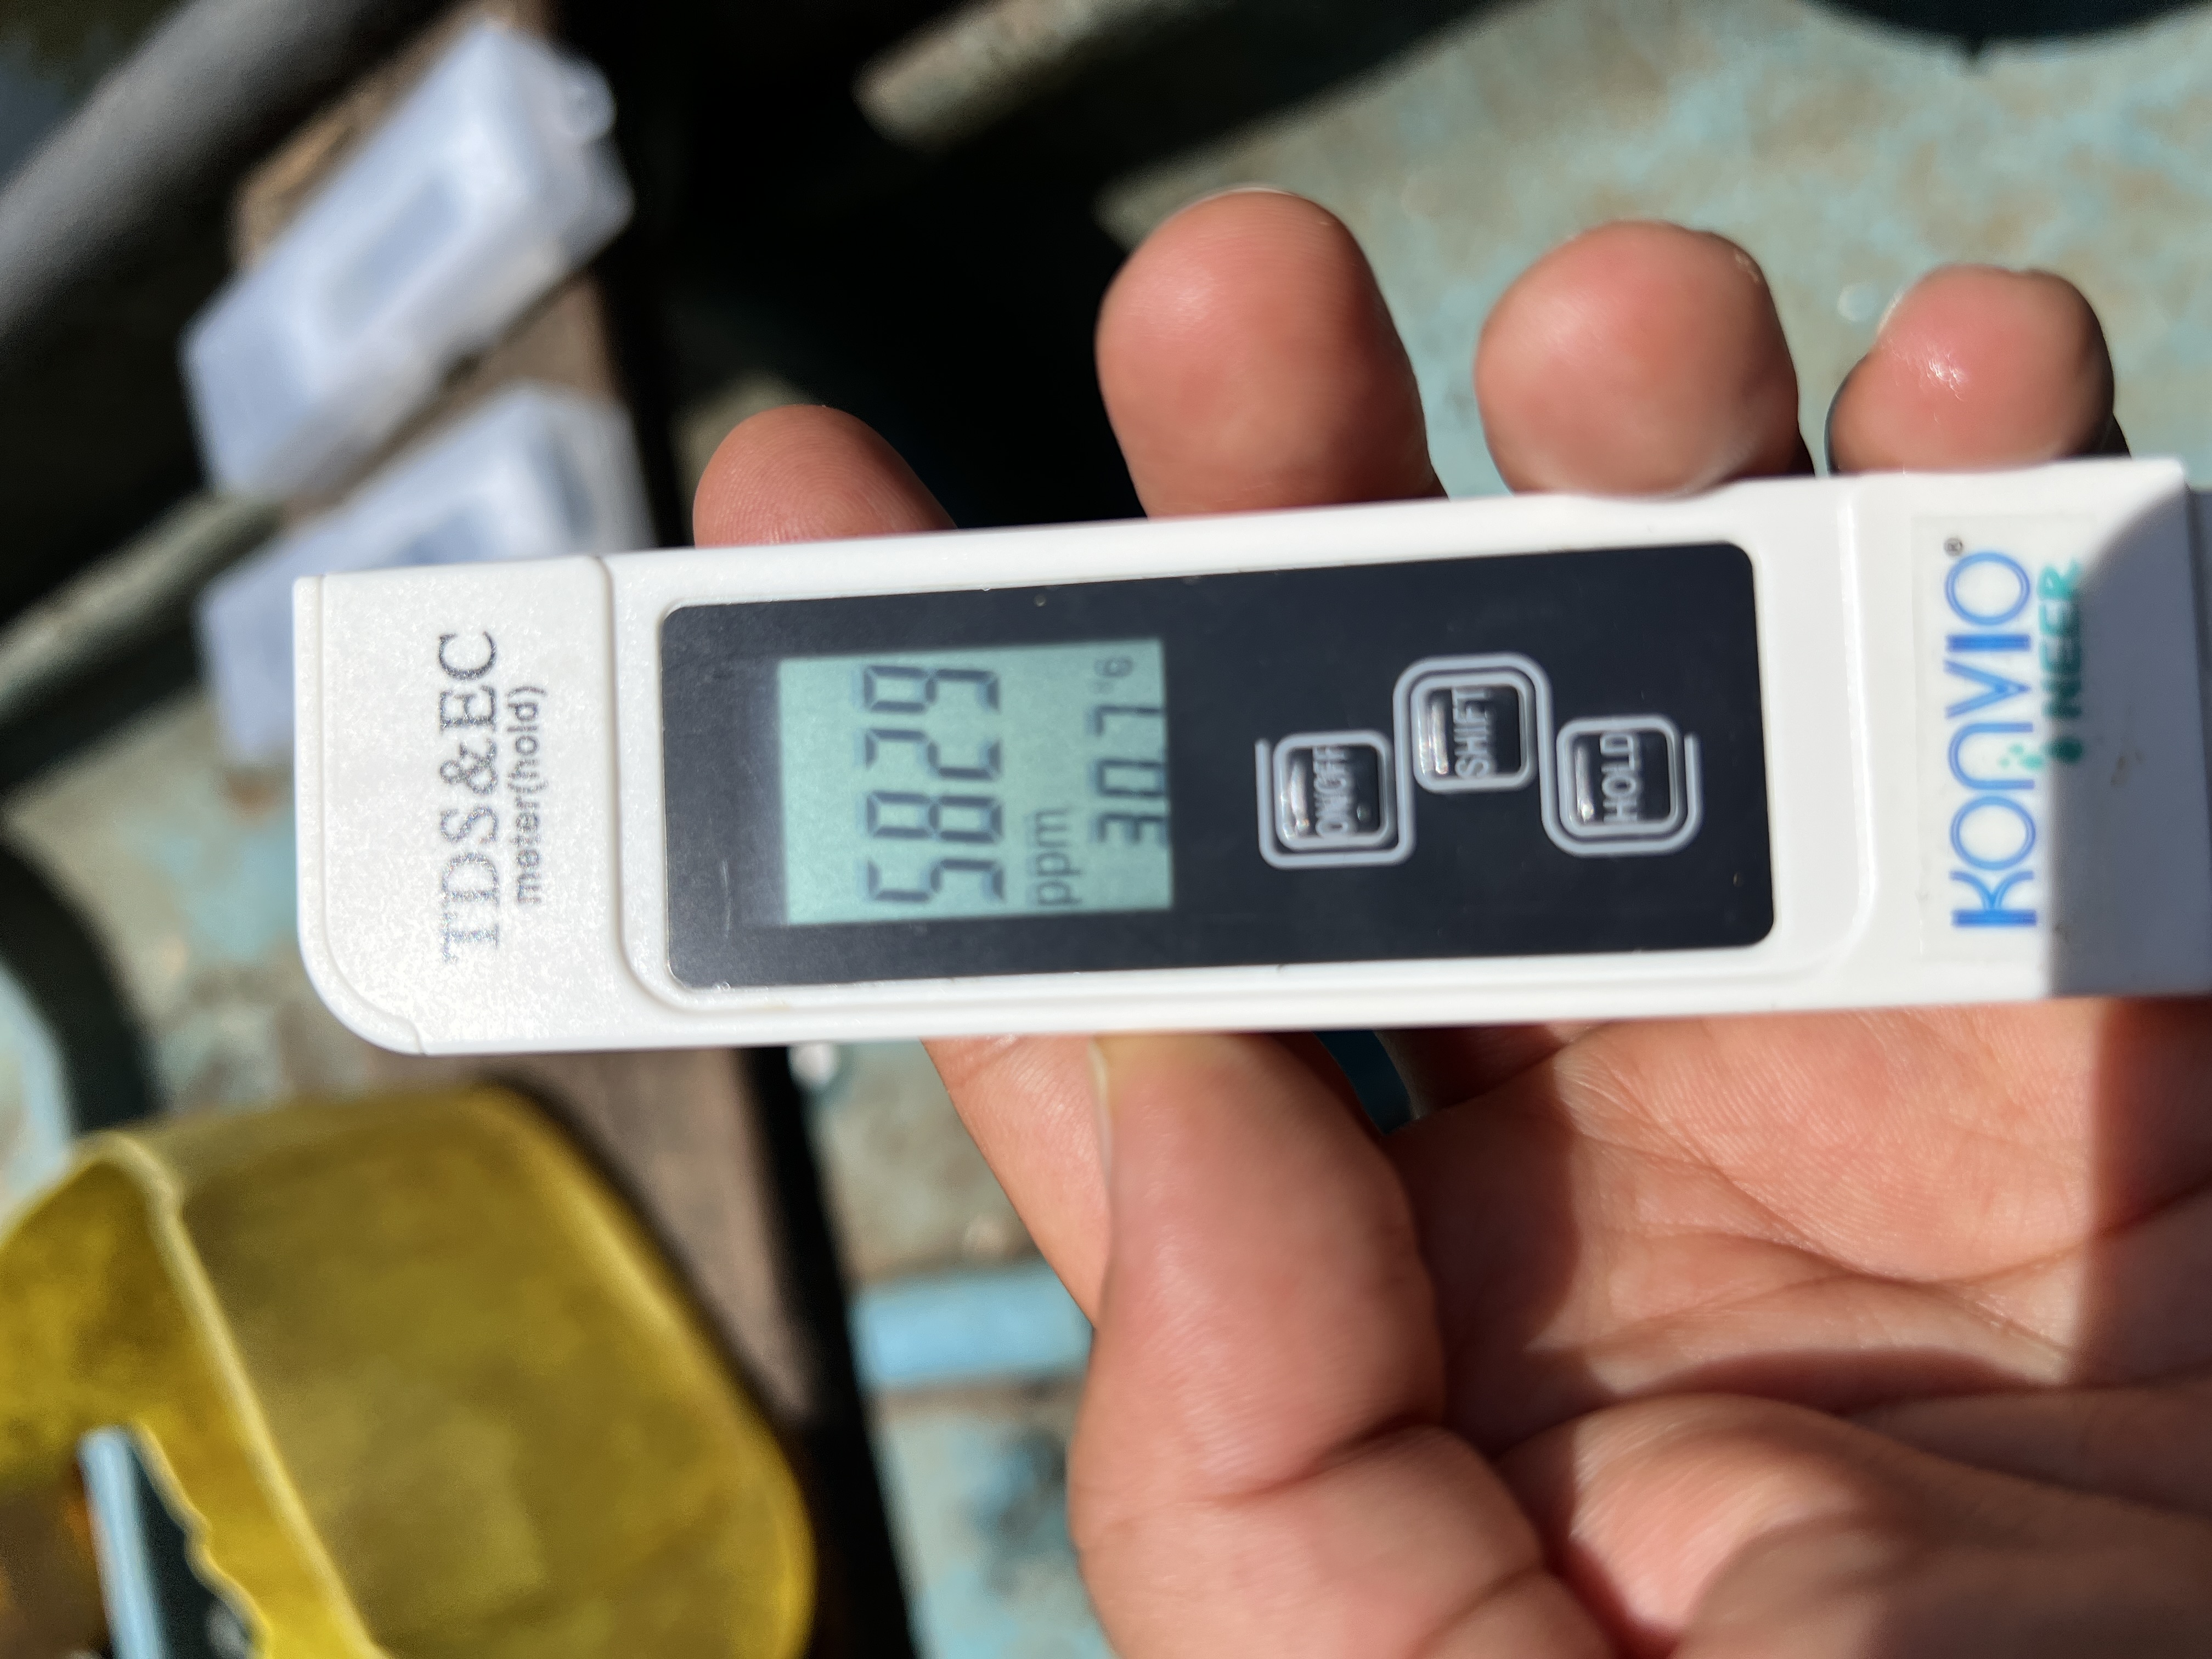 TDS&EC
meter(hold)
5829
ppm
30.7
ON/OFF
SHIFT
HOLD
KONVIO®
NEER